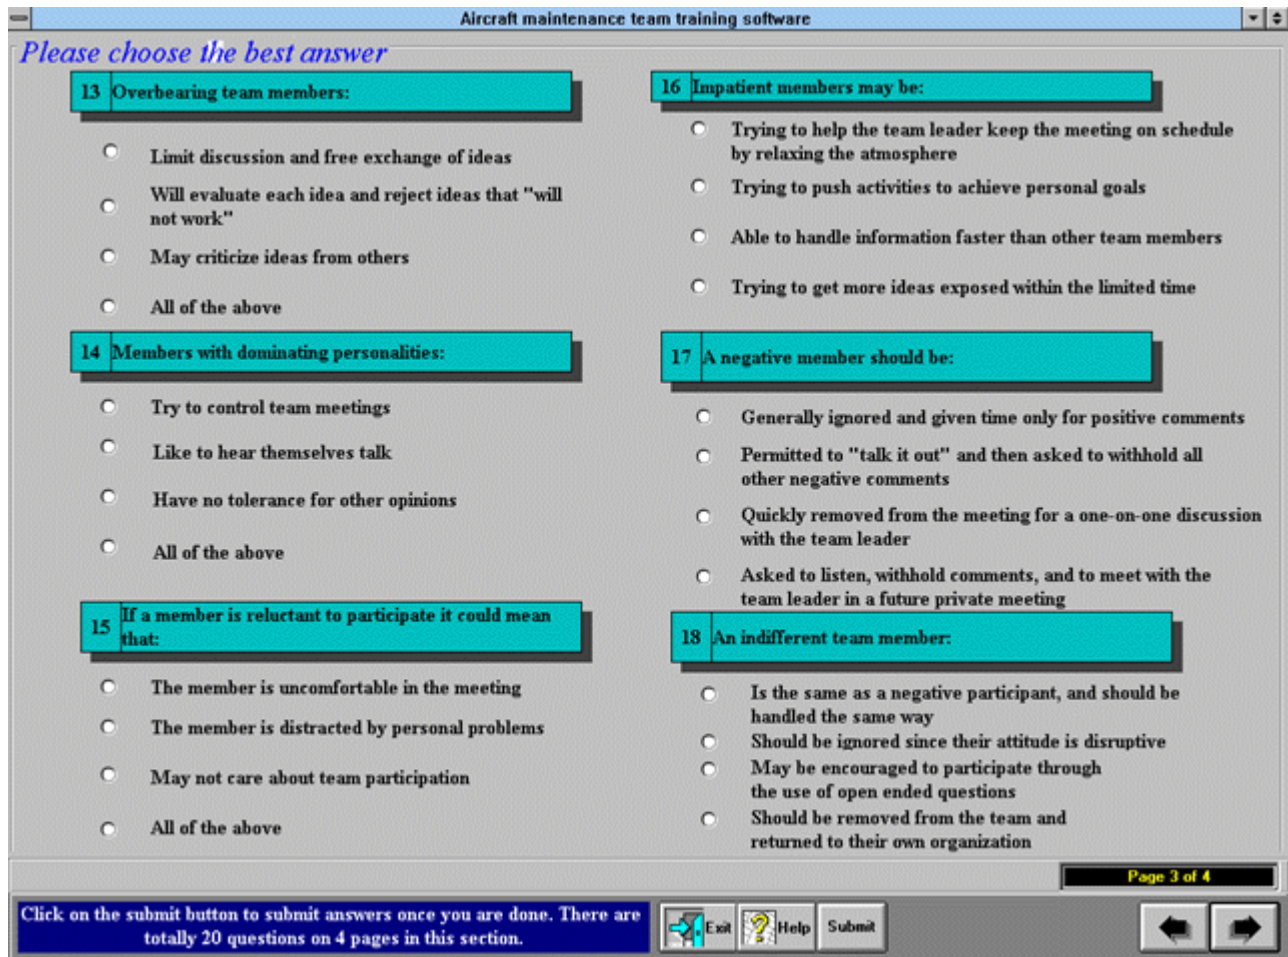 Aircraft maintenance team training software
Please choose the best answer
13 Overbearing team members:
Limit discussion and free exchange of ideas
Will evaluate each idea and reject ideas that "will
not work"
May criticize ideas from others
All of the above
14 Members with dominating personalities:
Try to control team meetings
Like to hear themselves talk
Have no tolerance for other opinions
All of the above
15 If a member is reluctant to participate it could mean
that:
The member is uncomfortable in the meeting
The member is distracted by personal problems
May not care about team participation
All of the above
16 Impatient members may be:
Trying to help the team leader keep the meeting on schedule
by relaxing the atmosphere
Trying to push activities to achieve personal goals
Able to handle information faster than other team members
Trying to get more ideas exposed within the limited time
17 A negative member should be:
Generally ignored and given time only for positive comments
Permitted to "talk it out" and then asked to withhold all
other negative comments
Quickly removed from the meeting for a one-on-one discussion
with the team leader
Asked to listen, withhold comments, and to meet with the
team leader in a future private meeting
18 An indifferent team member:
Is the same as a negative participant, and should be
handled the same way
Should be ignored since their attitude is disruptive
May be encouraged to participate through
the use of open ended questions
Should be removed from the team and
returned to their own organization
Page 3 of 4
Click on the submit button to submit answers once you are done. There are
totally 20 questions on 4 pages in this section.
Exit
Help
Submit